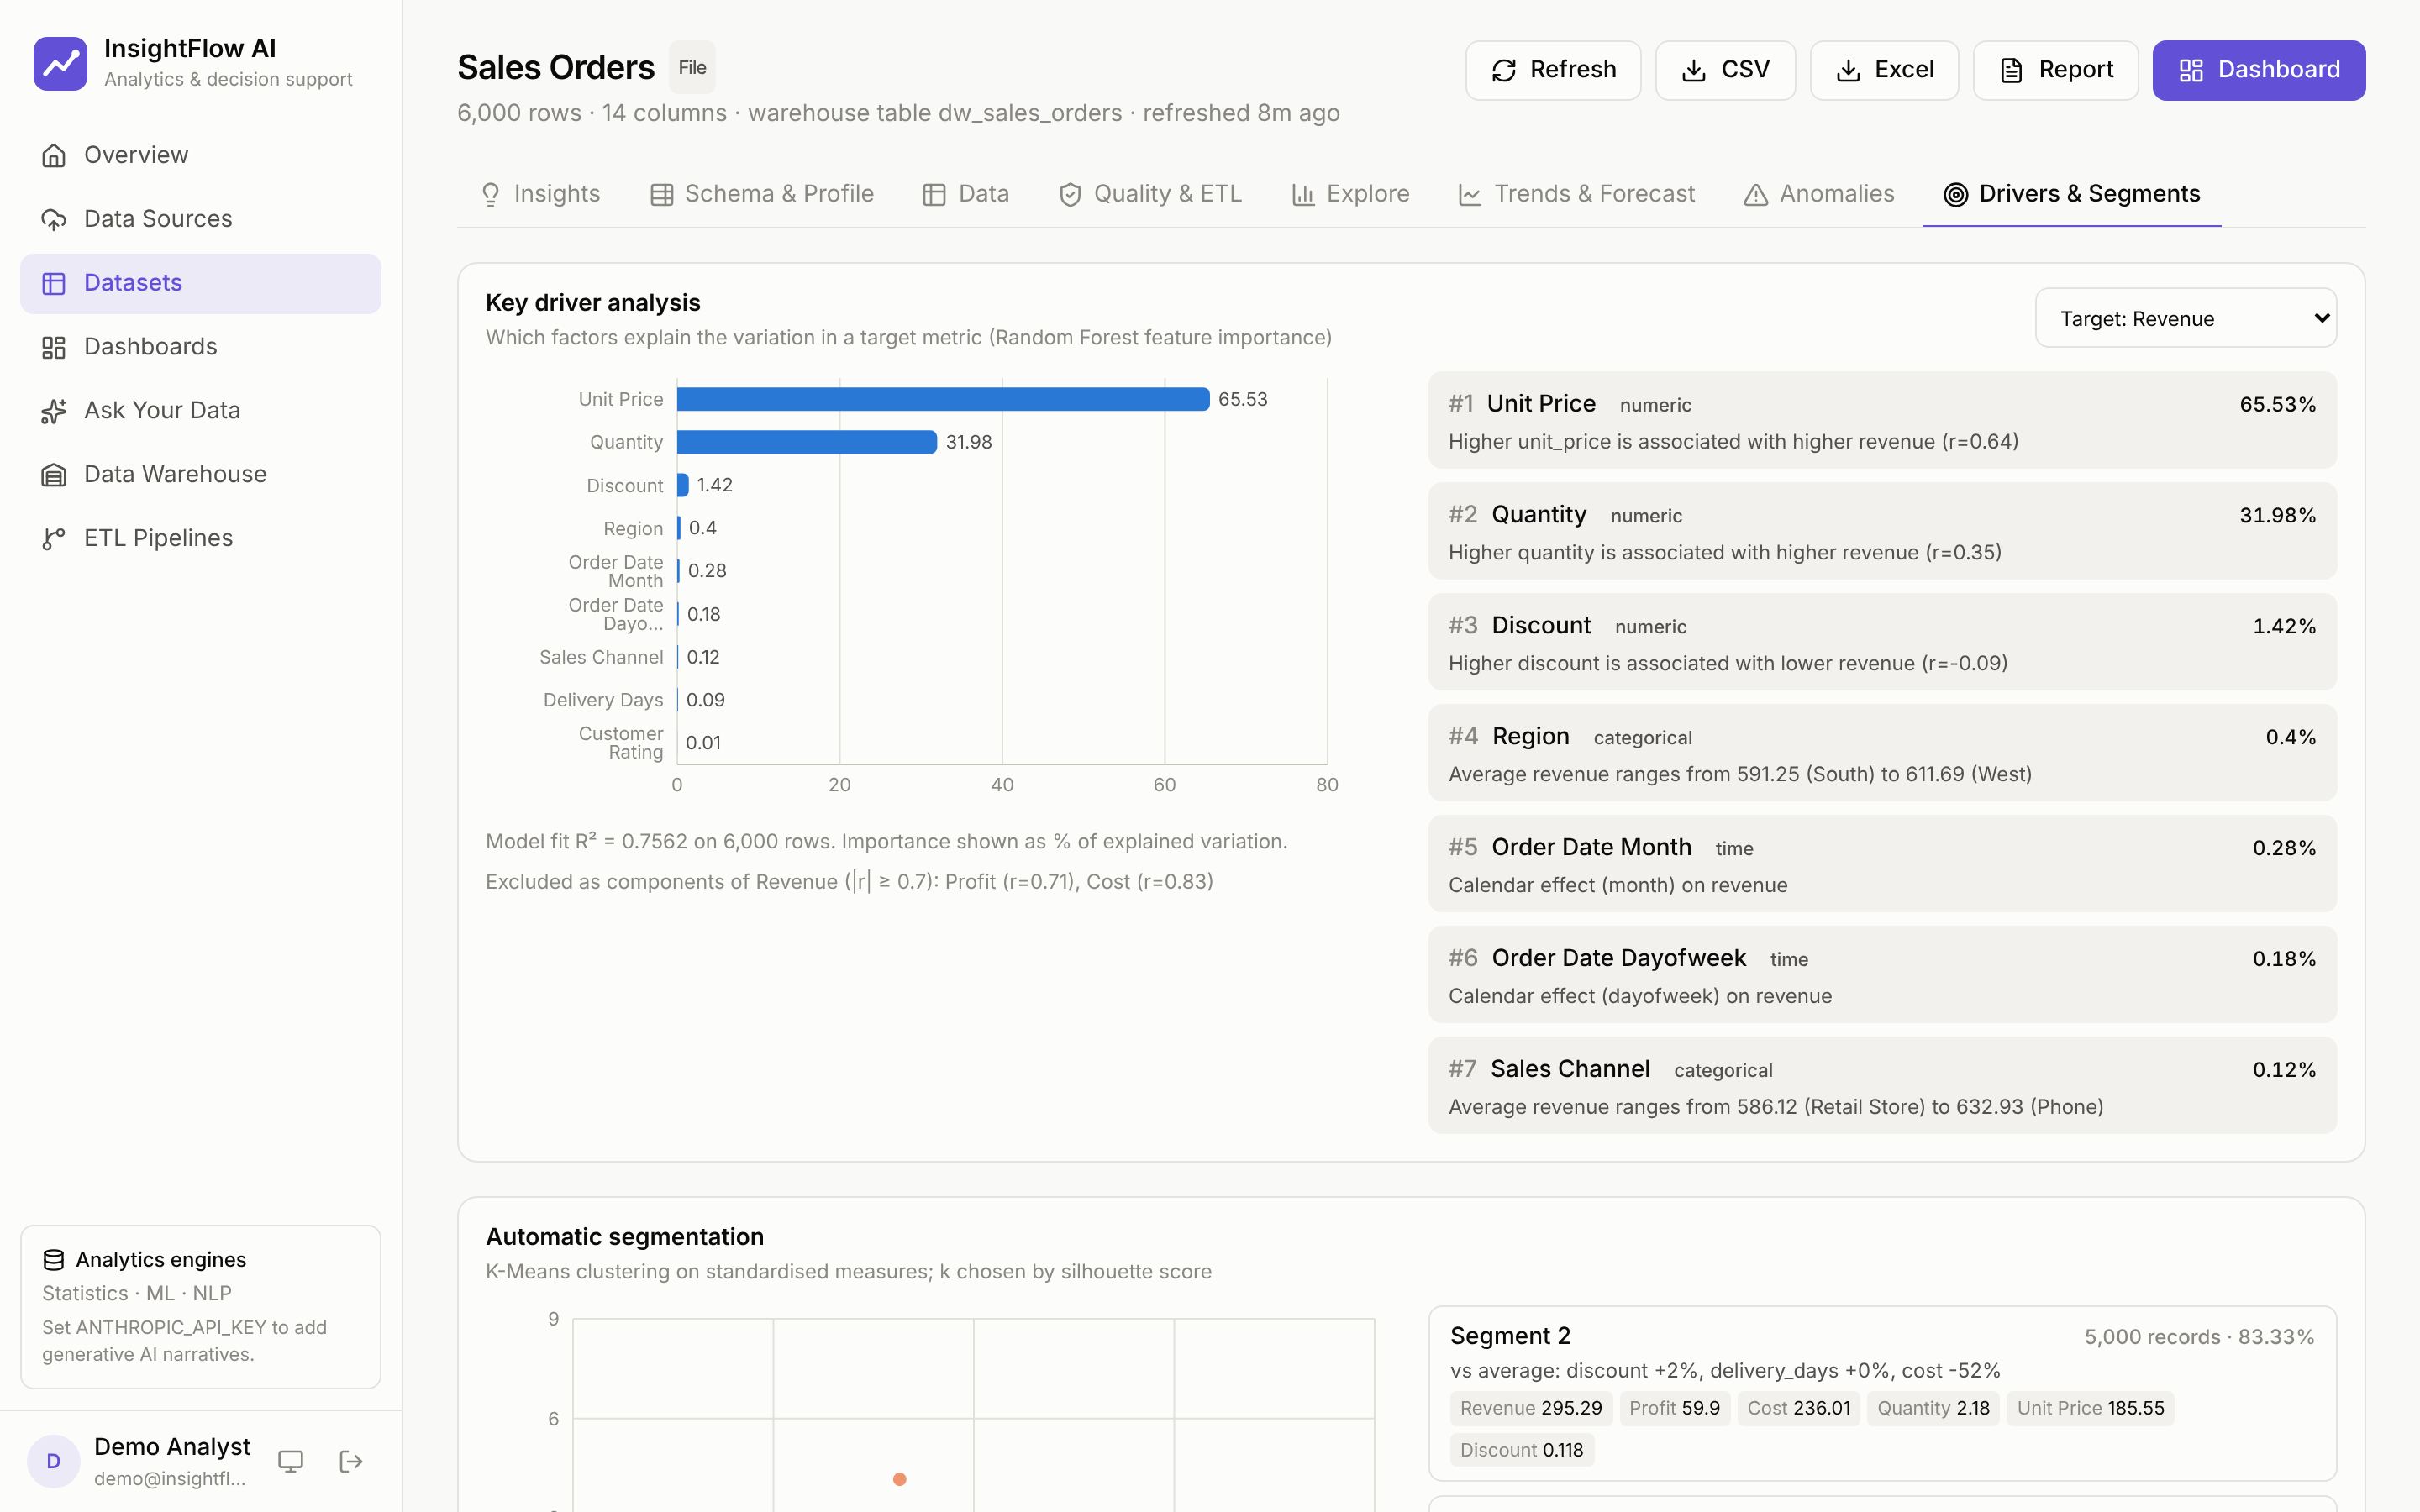 InsightFlow AI
Analytics & decision support
Overview
Data Sources
Datasets
Dashboards
Ask Your Data
Data Warehouse
ETL Pipelines
Analytics engines
Statistics · ML · NLP
Set ANTHROPIC_API_KEY to add
generative AI narratives.
D
Demo Analyst
demo@insightfl...
Sales Orders File
6,000 rows · 14 columns · warehouse table dw_sales_orders · refreshed 8m ago
Refresh
CSV
Excel
Report
Dashboard
Insights
Schema & Profile
Data
Quality & ETL
Explore
Trends & Forecast
Anomalies
Drivers & Segments
Key driver analysis
Which factors explain the variation in a target metric (Random Forest feature importance)
Target: Revenue
Unit Price 65.53
Quantity 31.98
Discount 1.42
Region 0.4
Order Date
Month 0.28
Order Date
Dayo... 0.18
Sales Channel 0.12
Delivery Days 0.09
Customer
Rating 0.01
0 20 40 60 80
Model fit R² = 0.7562 on 6,000 rows. Importance shown as % of explained variation.
Excluded as components of Revenue (|r| ≥ 0.7): Profit (r=0.71), Cost (r=0.83)
#1 Unit Price numeric 65.53%
Higher unit_price is associated with higher revenue (r=0.64)
#2 Quantity numeric 31.98%
Higher quantity is associated with higher revenue (r=0.35)
#3 Discount numeric 1.42%
Higher discount is associated with lower revenue (r=-0.09)
#4 Region categorical 0.4%
Average revenue ranges from 591.25 (South) to 611.69 (West)
#5 Order Date Month time 0.28%
Calendar effect (month) on revenue
#6 Order Date Dayofweek time 0.18%
Calendar effect (dayofweek) on revenue
#7 Sales Channel categorical 0.12%
Average revenue ranges from 586.12 (Retail Store) to 632.93 (Phone)
Automatic segmentation
K-Means clustering on standardised measures; k chosen by silhouette score
9
6
Segment 2 5,000 records · 83.33%
vs average: discount +2%, delivery_days +0%, cost -52%
Revenue 295.29 Profit 59.9 Cost 236.01 Quantity 2.18 Unit Price 185.55
Discount 0.118